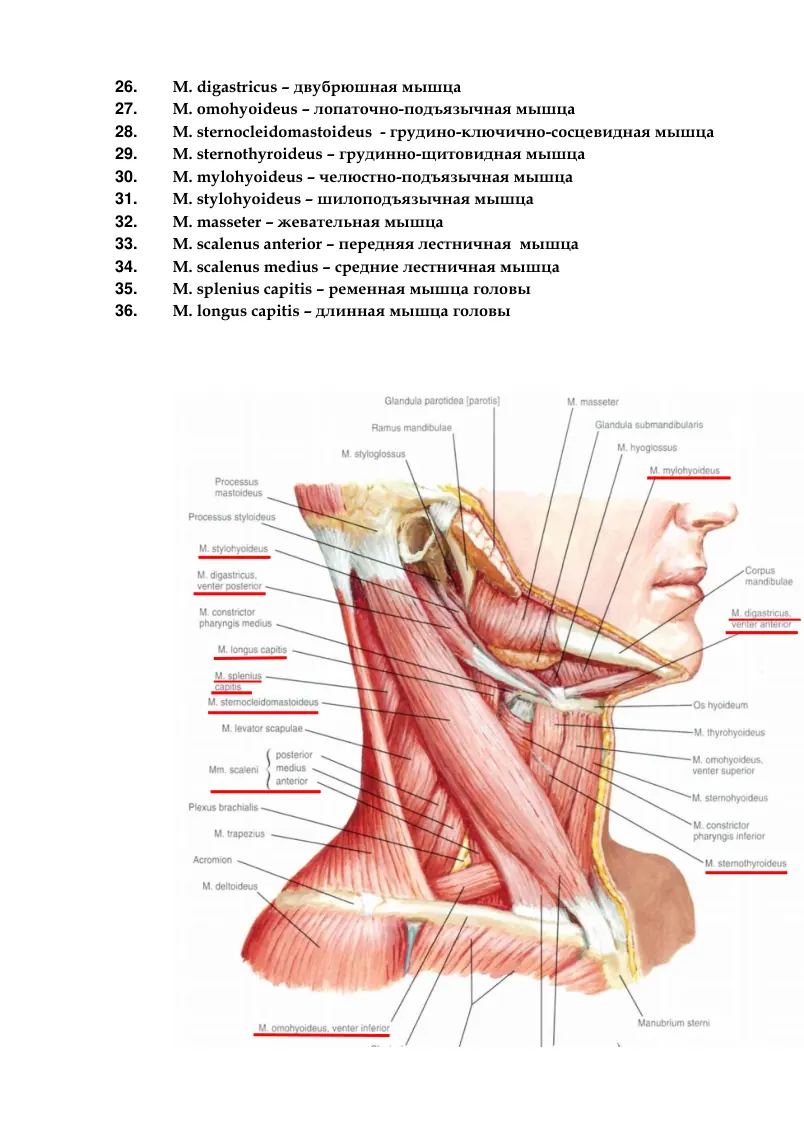 26. M. digastricus – двубрюшная мышца
27. M. omohyoideus – лопаточно-подъязычная мышца
28. M. sternocleidomastoideus - грудино-ключично-сосцевидная мышца
29. M. sternothyroideus – грудинно-щитовидная мышца
30. M. mylohyoideus – челюстно-подъязычная мышца
31. M. stylohyoideus – шилоподъязычная мышца
32. M. masseter – жевательная мышца
33. M. scalenus anterior – передняя лестничная мышца
34. M. scalenus medius – средние лестничная мышца
35. M. splenius capitis – ременная мышца головы
36. M. longus capitis – длинная мышца головы
Glandula parotidea [parotis]
M. masseter
Ramus mandibulae
Glandula submandibularis
M. styloglossus
M. hyoglossus
M. mylohyoideus
Processus
mastoideus
Processus styloideus
M. stylohyoideus
M. digastricus,
venter posterior
M. constrictor
pharyngis medius
M. longus capitis
M. splenius
capitis
M. sternocleidomastoideus
M. levator scapulae
Mm. scaleni
posterior
medius
anterior
Plexus brachialis
M. trapezius
Acromion
M. deltoideus
Corpus
mandibulae
M. digastricus,
venter anterior
Os hyoideum
M. thyrohyoideus
M. omohyoideus,
venter superior
M. sternohyoideus
M. constrictor
pharyngis inferior
M. sternothyroideus
Manubrium sterni
M. omohyoideus, venter inferior